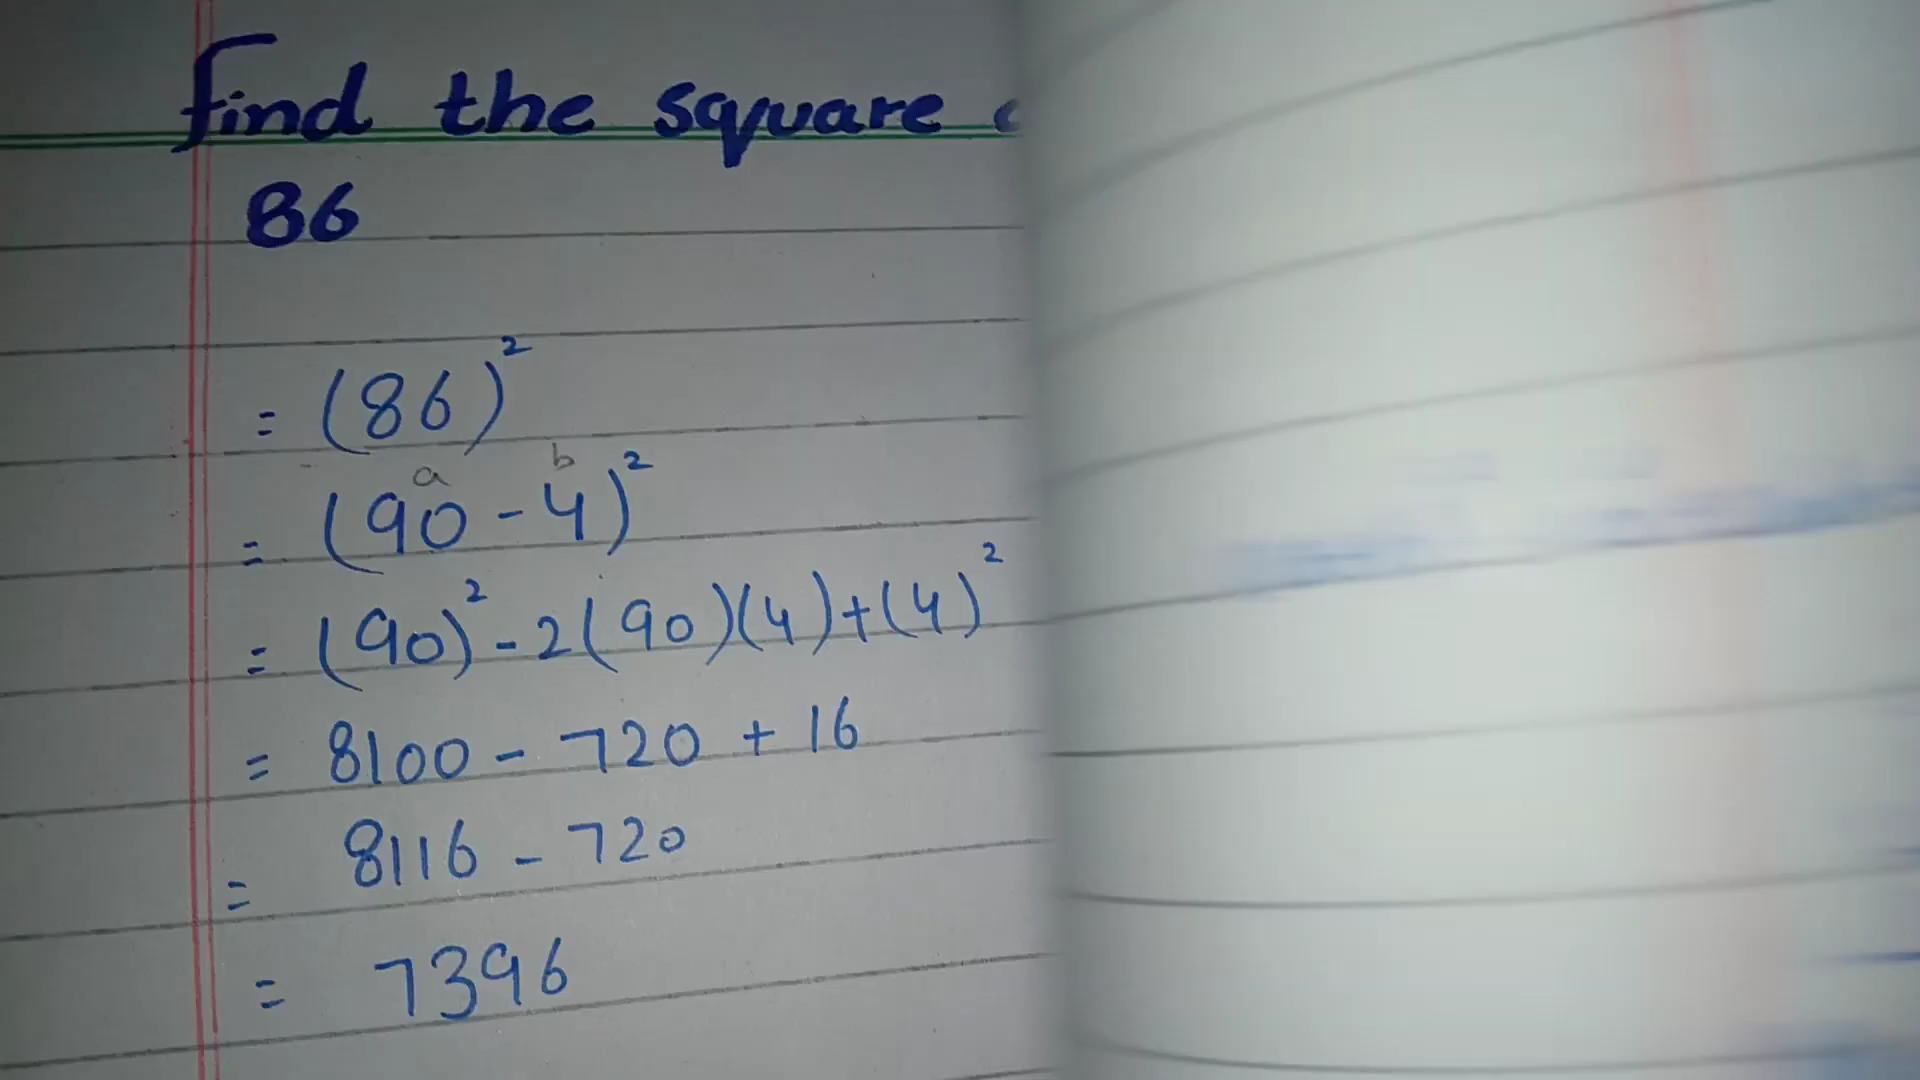 find the square
86
= (86)²
a b
= (90 - 4)²
= (90)² - 2(90)(4) + (4)²
= 8100 - 720 + 16
= 8116 - 720
= 7396